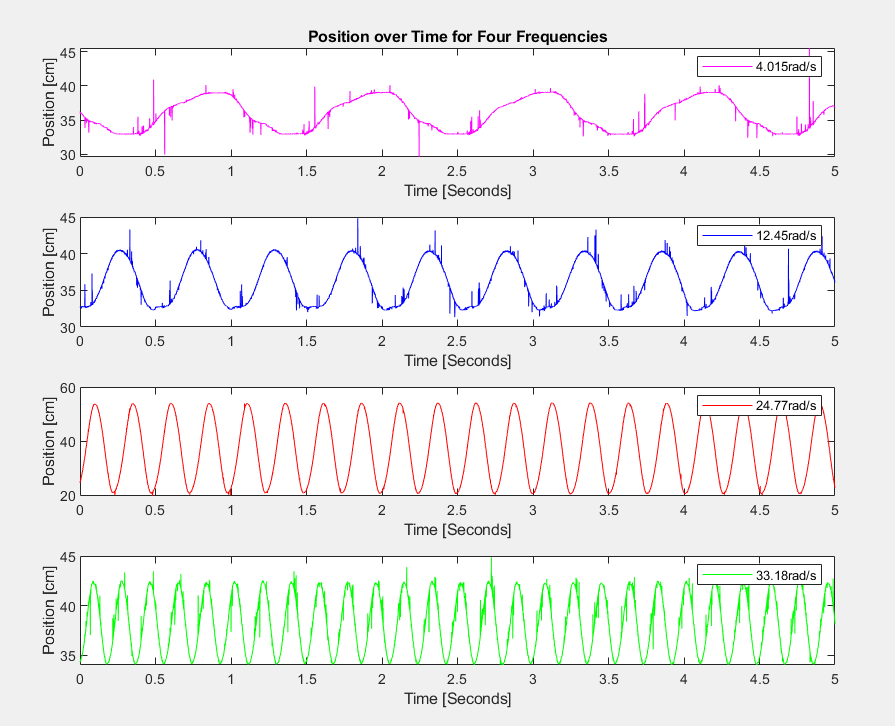 Position over Time for Four Frequencies
45
40
35
30
Position [cm]
4.015rad/s
0 0.5 1 1.5 2 2.5 3 3.5 4 4.5 5
Time [Seconds]
45
40
35
30
Position [cm]
12.45rad/s
0 0.5 1 1.5 2 2.5 3 3.5 4 4.5 5
Time [Seconds]
60
40
20
Position [cm]
24.77rad/s
0 0.5 1 1.5 2 2.5 3 3.5 4 4.5 5
Time [Seconds]
45
40
35
Position [cm]
33.18rad/s
0 0.5 1 1.5 2 2.5 3 3.5 4 4.5 5
Time [Seconds]